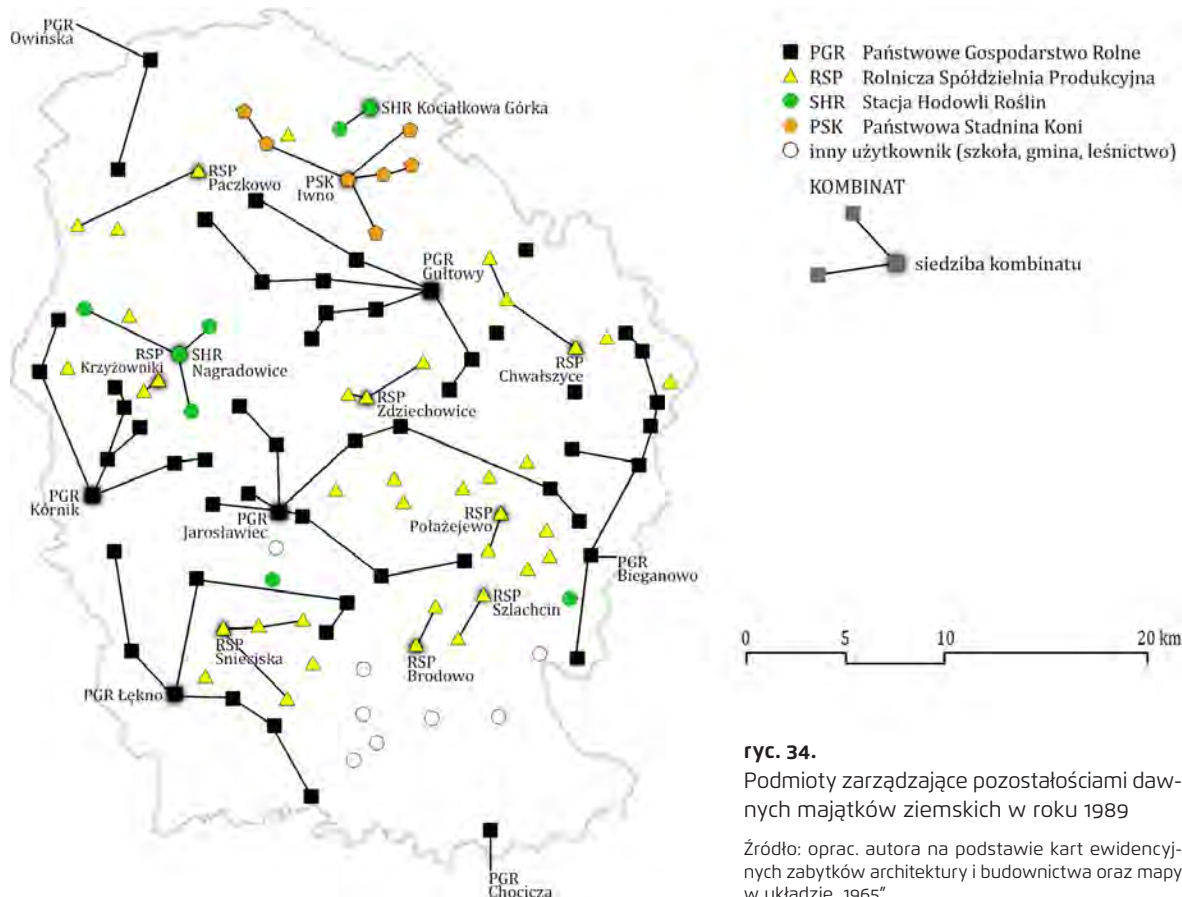 PGR
Owińska
SHR Kociałkowa Górka
RSP
Paczkowo
PSK
Iwno
PGR
Gułtowy
RSP
Krzyżowniki
SHR
Nagradowice
RSP
Chwałszyce
RSP
Zdziechowice
PGR
Kórnik
PGR
Jarosławiec
RSP
Połażejewo
PGR
Bieganowo
RSP
Szlachcin
RSP
Śnieciska
RSP
Brodowo
PGR Łękno
PGR
Chocicza
PGR Państwowe Gospodarstwo Rolne
RSP Rolnicza Spółdzielnia Produkcyjna
SHR Stacja Hodowli Roślin
PSK Państwowa Stadnina Koni
inny użytkownik (szkoła, gmina, leśnictwo)
KOMBINAT
siedziba kombinatu
0 5 10 20 km
ryc. 34.
Podmioty zarządzające pozostałościami daw-
nych majątków ziemskich w roku 1989
Źródło: oprac. autora na podstawie kart ewidencyj-
nych zabytków architektury i budownictwa oraz mapy
w układzie „1965”